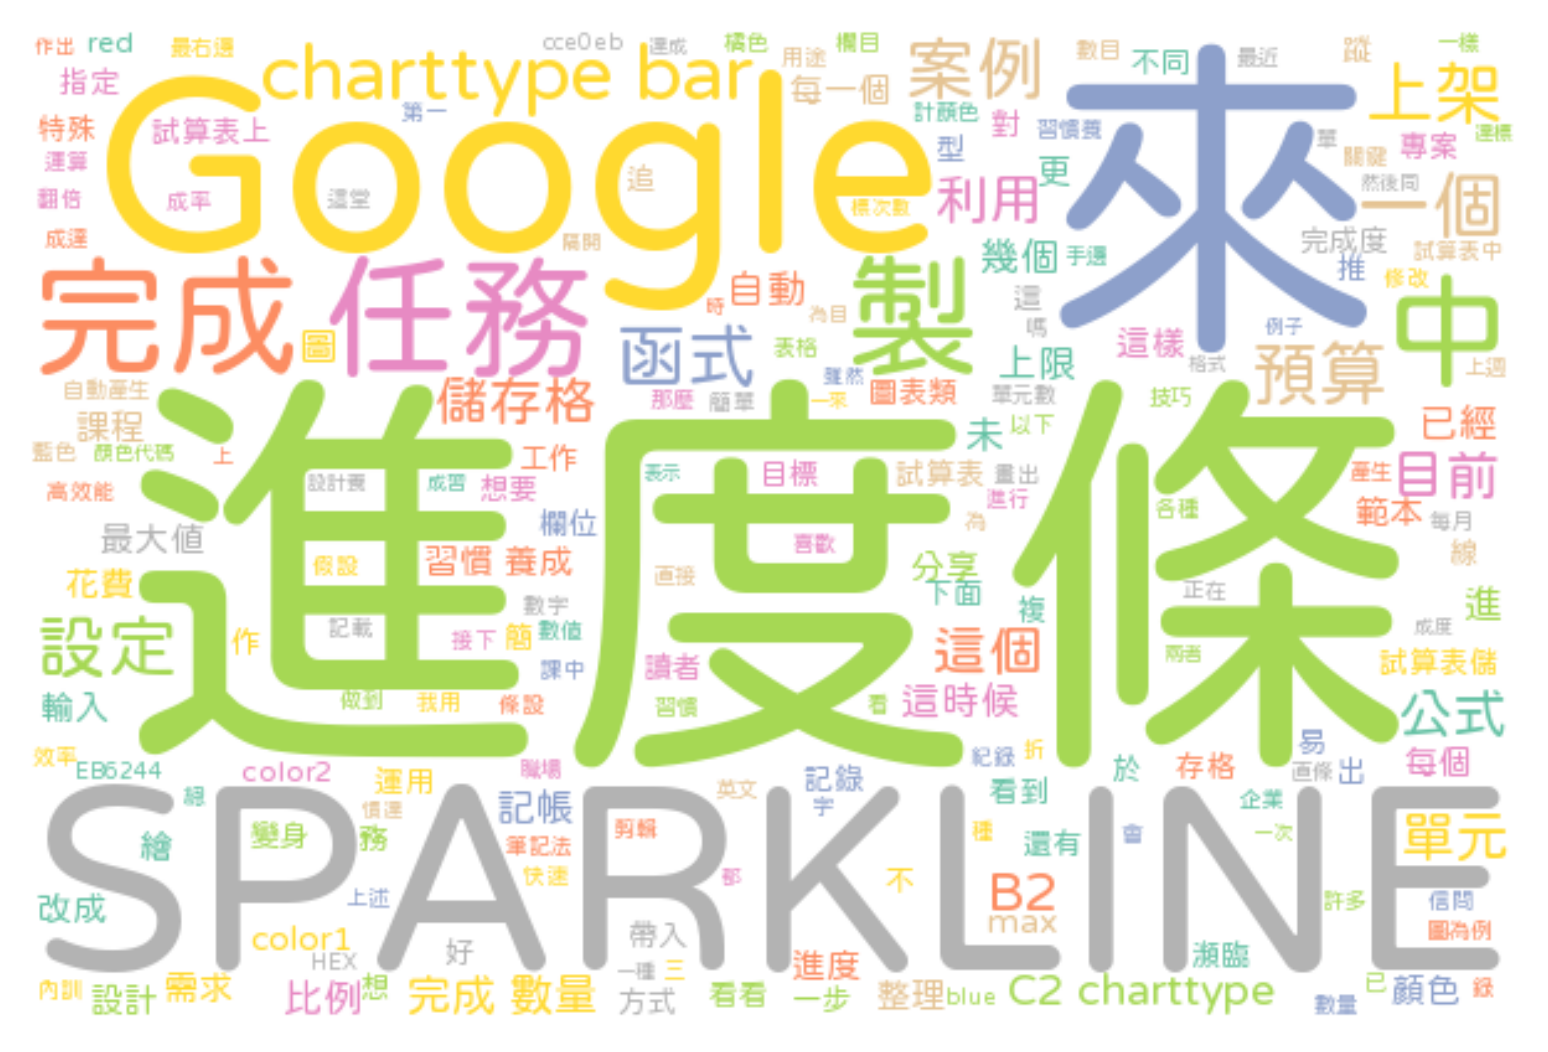 作出 red 最右邊 cce0eb 達成 橘色 用途 欄目 案例 數目 不同 最近 蹤 一樣
指定 charttype bar 每一個 上架
特殊 試算表上 第一 計顏色 對 習慣養 來 單 專案 達標
運算 Google 追 型 更 關鍵
翻倍 成率 這堂 標次數 利用 然後問 一個
成達 隔開 幾個 手邊 完成度 試算表中
完成 任務 自動 製 這 推 修改 中
圖 時 為目 嗎 例子
函式 表格 上限 這樣 格式 預算 上週
自動產生 儲存格 那麼 簡單 雖然 一來 圖表類 單元數 技巧
課程 未 以下 已經
藍色 顏色代碼 上 工作 進度條 表示 目標 試算表 畫出 產生 目前
高效能 設計養 成習 想要 進行 各種 範本 每月
最大值 欄位 喜歡 為 線
花費 假設 習慣 養成 直接 分享 下面 正在
設定 記載 作 數字 接下 簡 數值 複 進 成度
課中 讀者 這個 兩者 試算表儲
輸入 做到 我用 條設 習慣 看 這時候 公式
效率 EB6244 color2 職場 紀錄 折 於 存格 易 直條 出 每個
運用 英文 記錄 看到
總 慣達 記帳 字 企業
SPARKLINE
繪 變身 務 筆記法 剪輯 種 還有 會 一次 單元
快速 都 不
改成 上述 B2 許多 信問
color1 好 帶入 max 圖為例
HEX 一種 三 進度 瀕臨
內訓 設計 需求 比例 想 完成 數量 方式 看看 一步 整理 blue C2 charttype 數量 已 顏色 錄